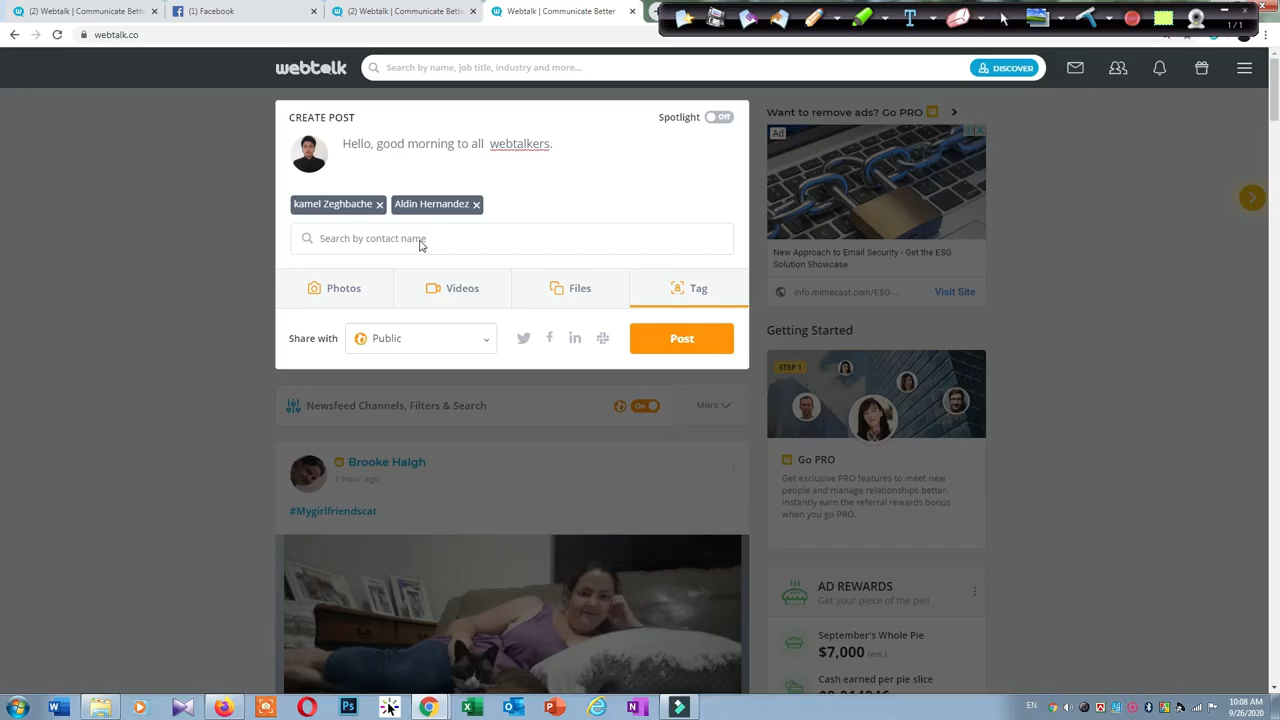 (2) Webtalk | Communicate Better
(1) Facebook
(2) Webtalk | Communicate Better
Webtalk | Communicate Better
1 / 1
webtalk.co
webtalk
Search by name, job title, industry and more...
DISCOVER
CREATE POST
Spotlight
Off
Hello, good morning to all  webtalkers.
kamel Zeghbache ×
Aldin Hernandez ×
Search by contact name
Photos
Videos
Files
Tag
Share with
Public
Post
Newsfeed Channels, Filters & Search
On
More
Brooke Haigh
1 hour ago
#Mygirlfriendscat
Want to remove ads? Go PRO
Ad
New Approach to Email Security - Get the ESG
Solution Showcase
info.mimecast.com/ESG-...
Visit Site
Getting Started
STEP 1
Go PRO
Get exclusive PRO features to meet new
people and manage relationships better.
Instantly earn the referral rewards bonus
when you go PRO.
AD REWARDS
Get your piece of the pie!
September's Whole Pie
$7,000 (est.)
Cash earned per pie slice
EN
10:08 AM
9/26/2020